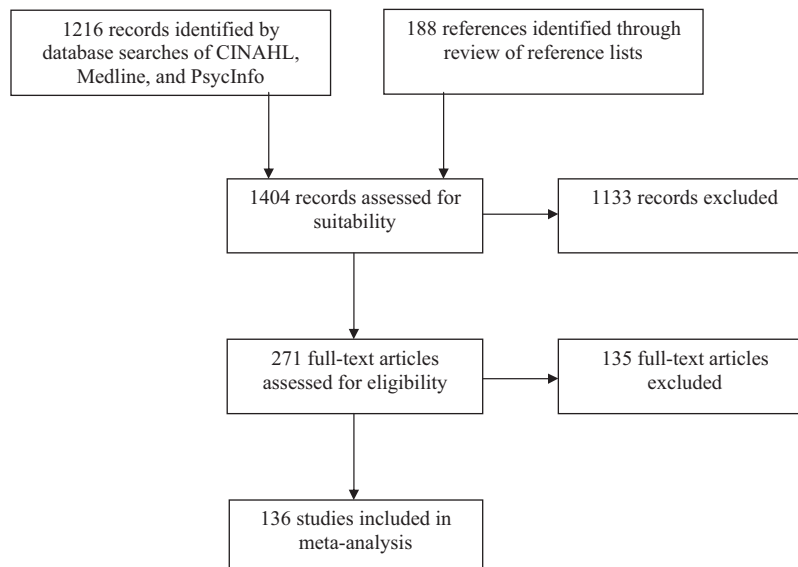 1216 records identified by
database searches of CINAHL,
Medline, and PsycInfo
188 references identified through
review of reference lists
1404 records assessed for
suitability
1133 records excluded
271 full-text articles
assessed for eligibility
135 full-text articles
excluded
136 studies included in
meta-analysis